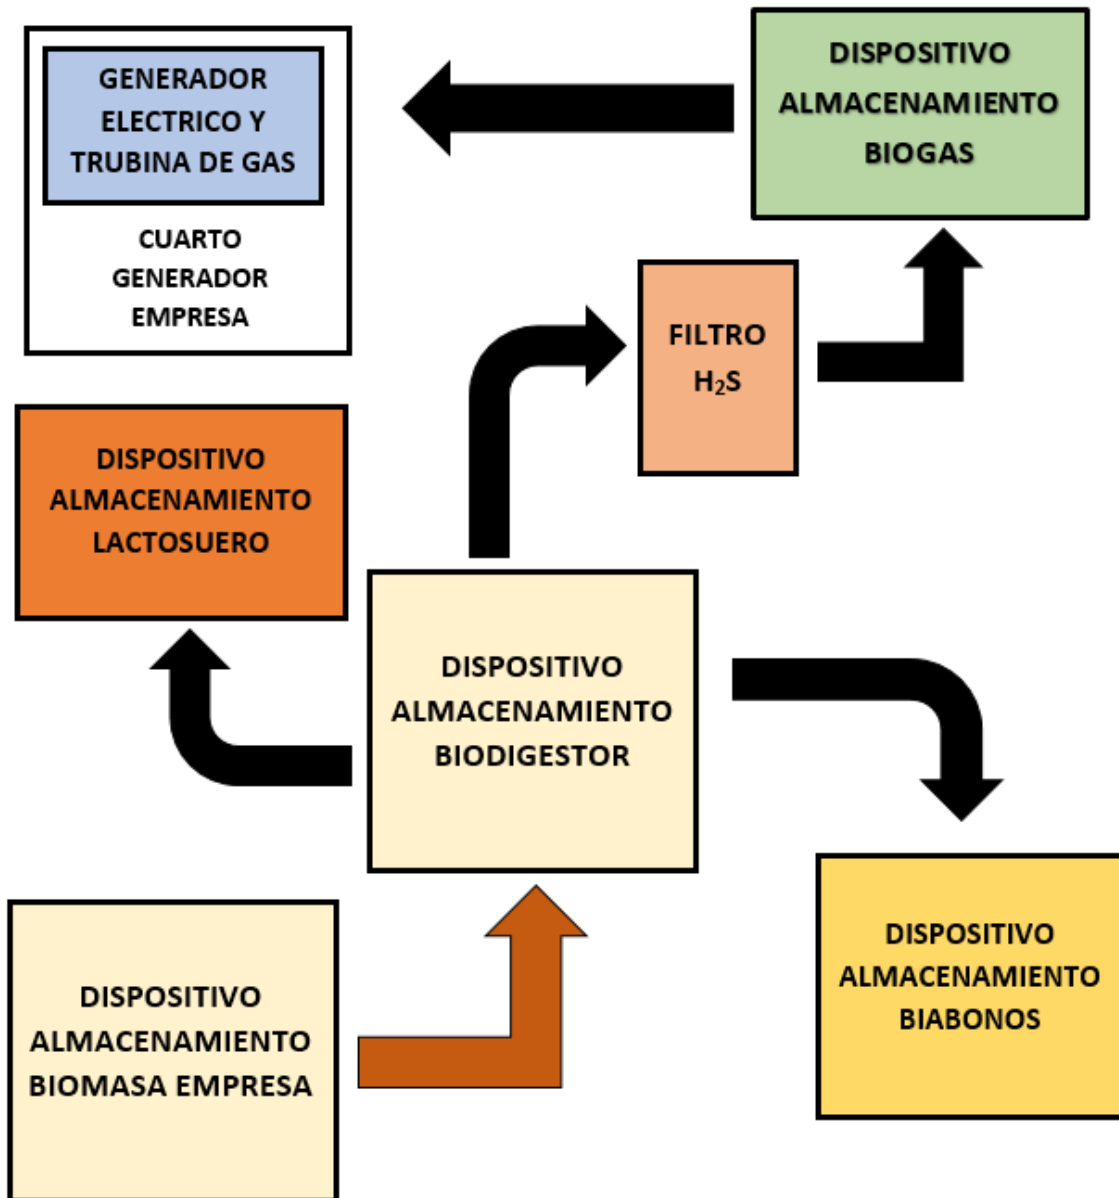 GENERADOR
ELECTRICO Y
TRUBINA DE GAS
CUARTO
GENERADOR
EMPRESA
DISPOSITIVO
ALMACENAMIENTO
BIOGAS
FILTRO
H₂S
DISPOSITIVO
ALMACENAMIENTO
LACTOSUERO
DISPOSITIVO
ALMACENAMIENTO
BIODIGESTOR
DISPOSITIVO
ALMACENAMIENTO
BIABONOS
DISPOSITIVO
ALMACENAMIENTO
BIOMASA EMPRESA